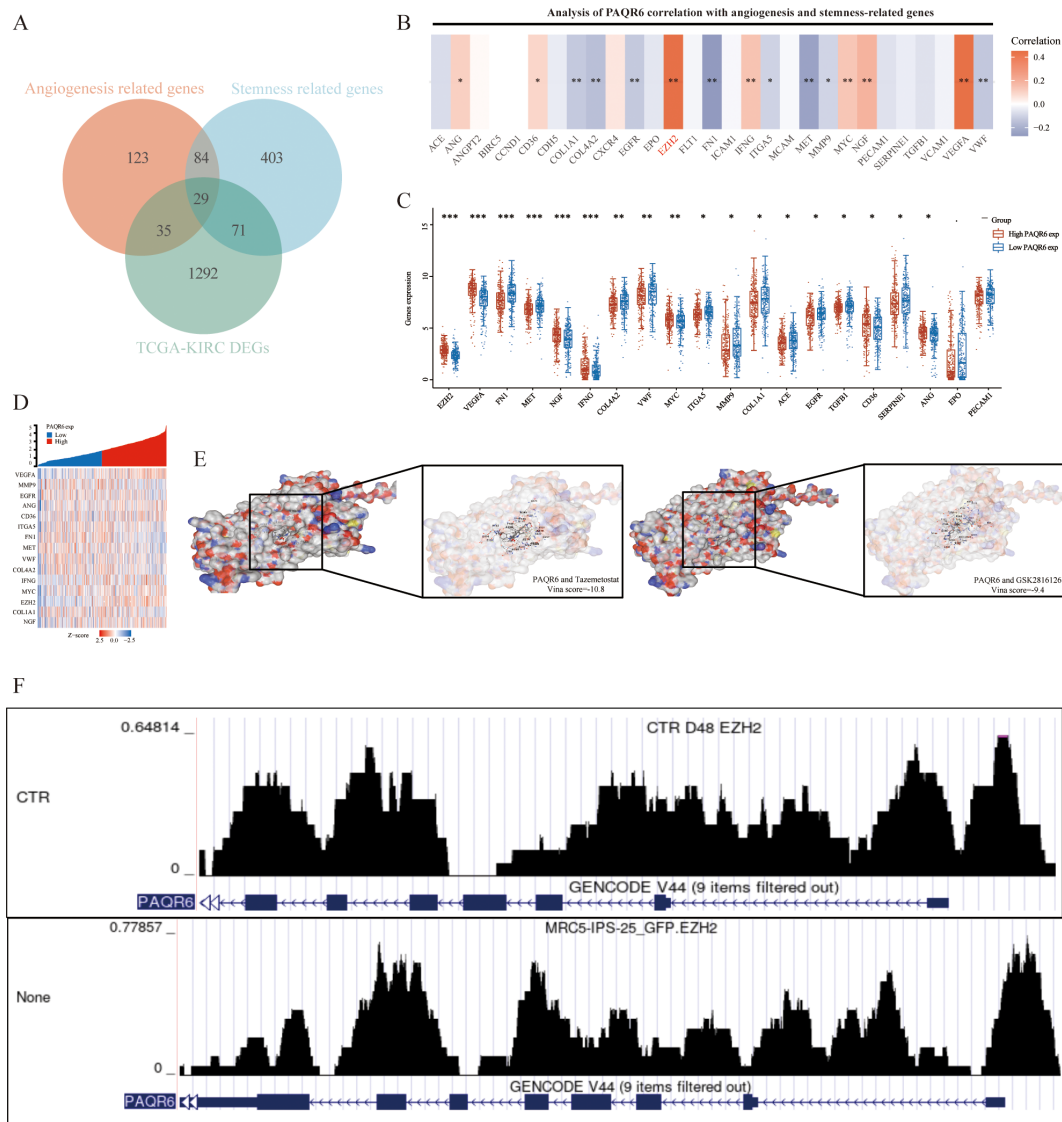 A
Angiogenesis related genes
Stemness related genes
123
84
403
29
35
71
1292
TCGA-KIRC DEGs
B
Analysis of PAQR6 correlation with angiogenesis and stemness-related genes
* * ** ** ** ** ** ** * ** * ** ** ** **
ACE ANG ANGPT2 BIRC5 CCND1 CD36 CDH5 COL1A1 COL4A2 CXCR4 EGFR EPO EZH2 FLT1 FN1 ICAM1 IFNG ITGA5 MCAM MET MMP9 MYC NGF PECAM1 SERPINE1 TGFB1 VCAM1 VEGFA VWF
Correlation
0.4
0.2
0.0
−0.2
C
*** *** *** *** *** *** ** ** ** * * * * * * * * * .
Group
High PAQR6 exp
Low PAQR6 exp
Genes expression
15
10
5
0
EZH2 VEGFA FN1 MET NGF IFNG COL4A2 VWF MYC ITGA5 MMP9 COL1A1 ACE EGFR TGFB1 CD36 SERPINE1 ANG EPO PECAM1
D
PAQR6 exp
Low
High
5
4
3
2
1
0
VEGFA
MMP9
EGFR
ANG
CD36
ITGA5
FN1
MET
VWF
COL4A2
IFNG
MYC
EZH2
COL1A1
NGF
Z−score
2.5 0.0 −2.5
E
PAQR6 and Tazemetostat
Vina score=-10.8
PAQR6 and GSK2816126
Vina score=-9.4
F
0.64814
CTR D48 EZH2
CTR
0
GENCODE V44 (9 items filtered out)
PAQR6
0.77857
MRC5-IPS-25_GFP.EZH2
None
0
GENCODE V44 (9 items filtered out)
PAQR6